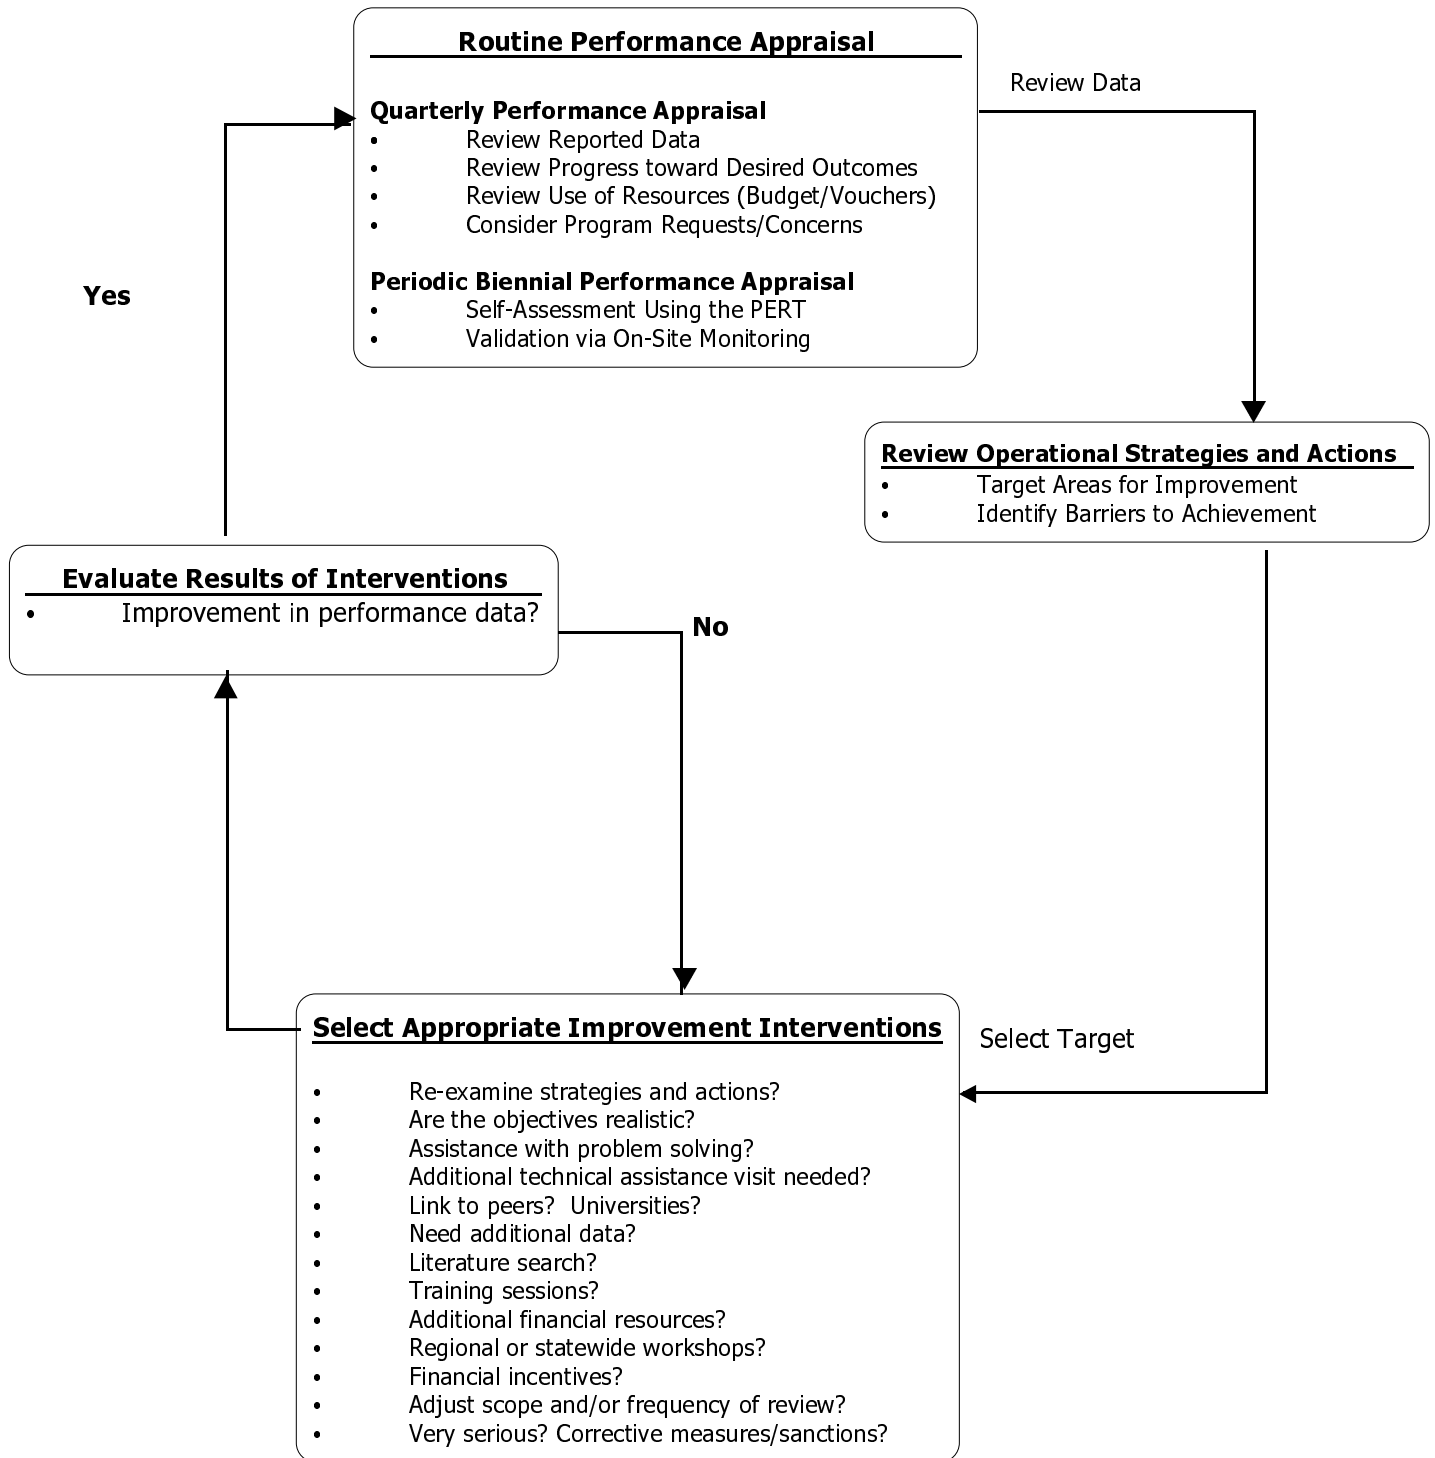 Routine Performance Appraisal
Quarterly Performance Appraisal
• Review Reported Data
• Review Progress toward Desired Outcomes
• Review Use of Resources (Budget/Vouchers)
• Consider Program Requests/Concerns
Periodic Biennial Performance Appraisal
• Self-Assessment Using the PERT
• Validation via On-Site Monitoring
Review Data
Review Operational Strategies and Actions
• Target Areas for Improvement
• Identify Barriers to Achievement
Select Target
Select Appropriate Improvement Interventions
• Re-examine strategies and actions?
• Are the objectives realistic?
• Assistance with problem solving?
• Additional technical assistance visit needed?
• Link to peers?  Universities?
• Need additional data?
• Literature search?
• Training sessions?
• Additional financial resources?
• Regional or statewide workshops?
• Financial incentives?
• Adjust scope and/or frequency of review?
• Very serious? Corrective measures/sanctions?
Evaluate Results of Interventions
• Improvement in performance data?
No
Yes